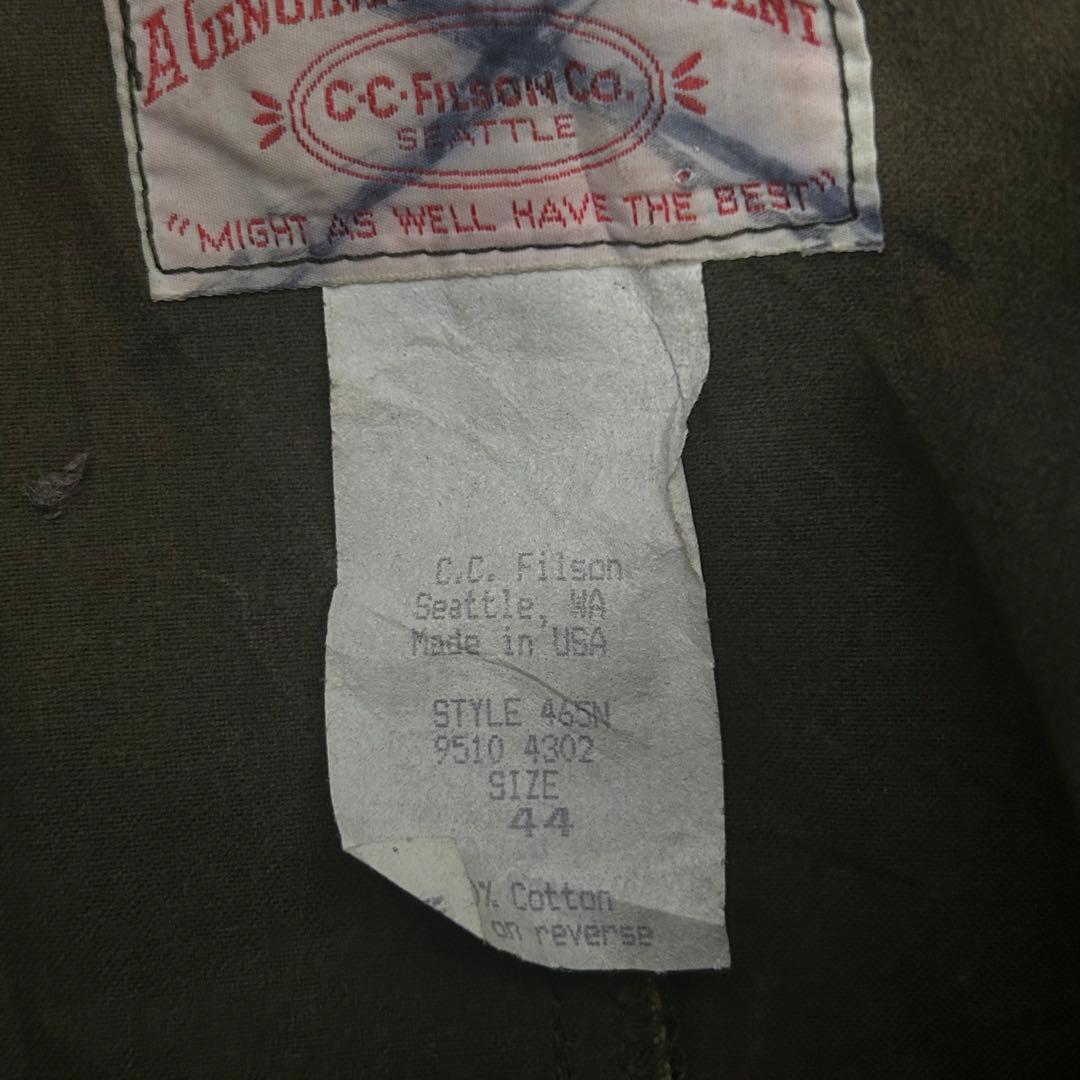 A GENUINE
C·C·FILSON CO.
SEATTLE
"MIGHT AS WELL HAVE THE BEST"
C.C. Filson
Seattle, WA
Made in USA
STYLE 465N
9510 4302
SIZE
44
% Cotton
on reverse